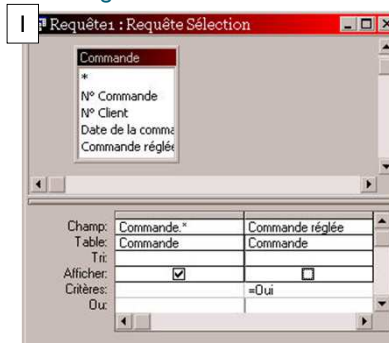 I
Requête1 : Requête Sélection
Commande
*
N° Commande
N° Client
Date de la comma
Commande réglée
Champ: Commande.* Commande réglée
Table: Commande Commande
Tri:
Afficher:
Critères: =Oui
Ou: